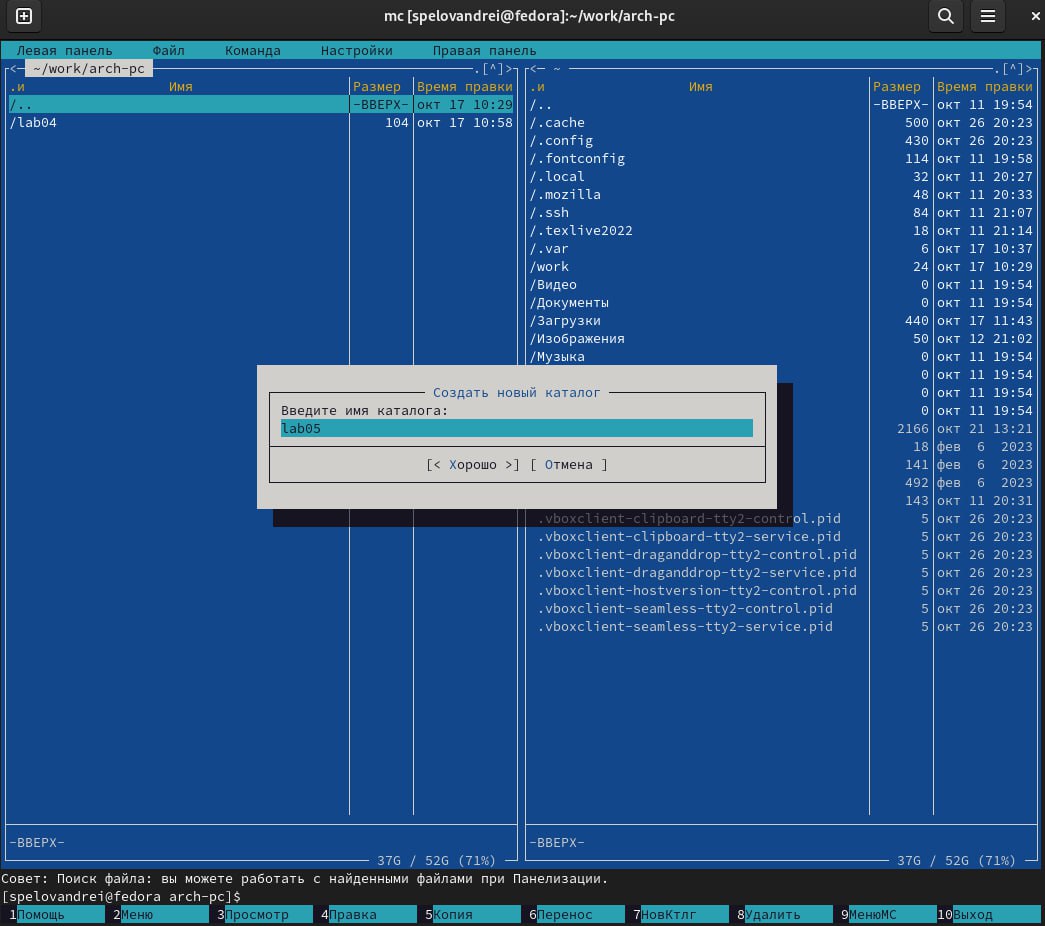 mc [spelovandrei@fedora]:~/work/arch-pc
Левая панель Файл Команда Настройки Правая панель
<─ ~/work/arch-pc .[^]>
.и Имя Размер Время правки
/.. -ВВЕРХ- окт 17 10:29
/lab04 104 окт 17 10:58
-ВВЕРХ-
37G / 52G (71%)
<─ ~ .[^]>
.и Имя Размер Время правки
/.. -ВВЕРХ- окт 11 19:54
/.cache 500 окт 26 20:23
/.config 430 окт 26 20:23
/.fontconfig 114 окт 11 19:58
/.local 32 окт 11 20:27
/.mozilla 48 окт 11 20:33
/.ssh 84 окт 11 21:07
/.texlive2022 18 окт 11 21:14
/.var 6 окт 17 10:37
/work 24 окт 17 10:29
/Видео 0 окт 11 19:54
/Документы 0 окт 11 19:54
/Загрузки 440 окт 17 11:43
/Изображения 50 окт 12 21:02
/Музыка 0 окт 11 19:54
0 окт 11 19:54
0 окт 11 19:54
0 окт 11 19:54
2166 окт 21 13:21
18 фев 6 2023
141 фев 6 2023
492 фев 6 2023
143 окт 11 20:31
.vboxclient-clipboard-tty2-control.pid 5 окт 26 20:23
.vboxclient-clipboard-tty2-service.pid 5 окт 26 20:23
.vboxclient-draganddrop-tty2-control.pid 5 окт 26 20:23
.vboxclient-draganddrop-tty2-service.pid 5 окт 26 20:23
.vboxclient-hostversion-tty2-control.pid 5 окт 26 20:23
.vboxclient-seamless-tty2-control.pid 5 окт 26 20:23
.vboxclient-seamless-tty2-service.pid 5 окт 26 20:23
-ВВЕРХ-
37G / 52G (71%)
Создать новый каталог
Введите имя каталога:
lab05
[< Хорошо >] [ Отмена ]
Совет: Поиск файла: вы можете работать с найденными файлами при Панелизации.
[spelovandrei@fedora arch-pc]$
1Помощь 2Меню 3Просмотр 4Правка 5Копия 6Перенос 7НовКтлг 8Удалить 9МенюMC 10Выход